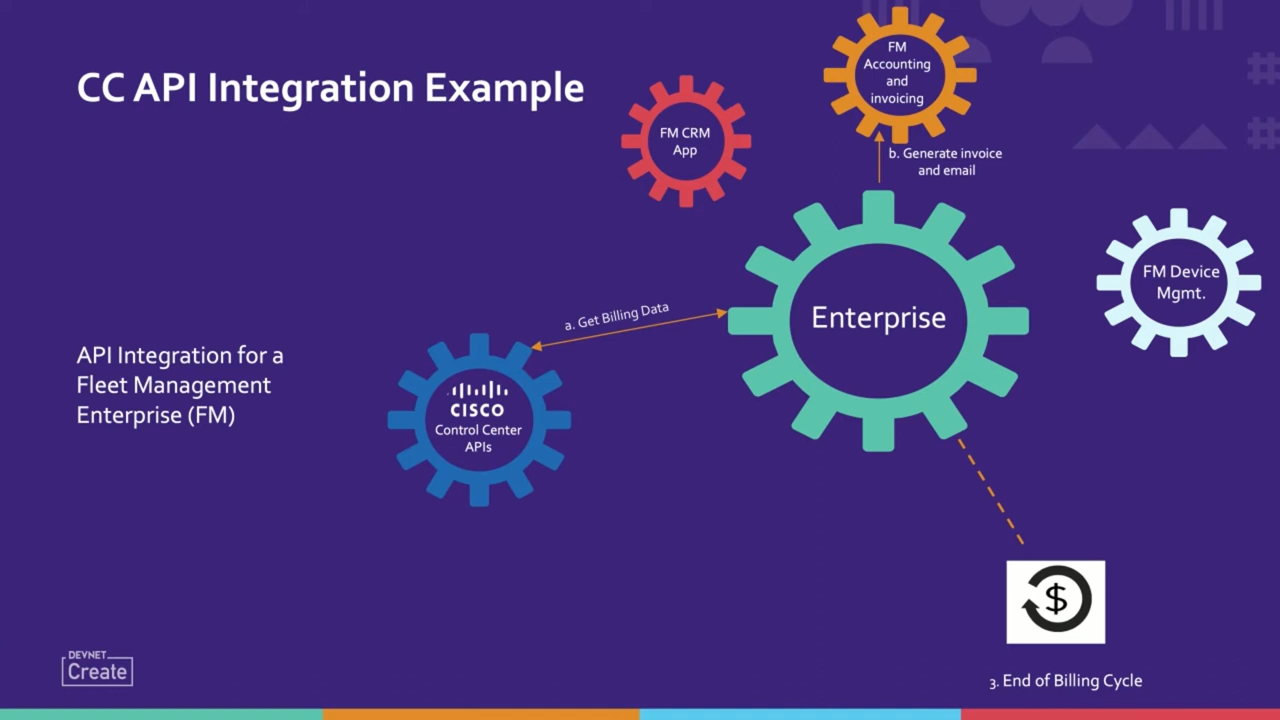 CC API Integration Example
FM
Accounting
and
invoicing
FM CRM
App
b. Generate invoice
and email
FM Device
Mgmt.
Enterprise
a. Get Billing Data
API Integration for a
Fleet Management
Enterprise (FM)
CISCO
Control Center
APIs
$
DEVNET
Create
3. End of Billing Cycle